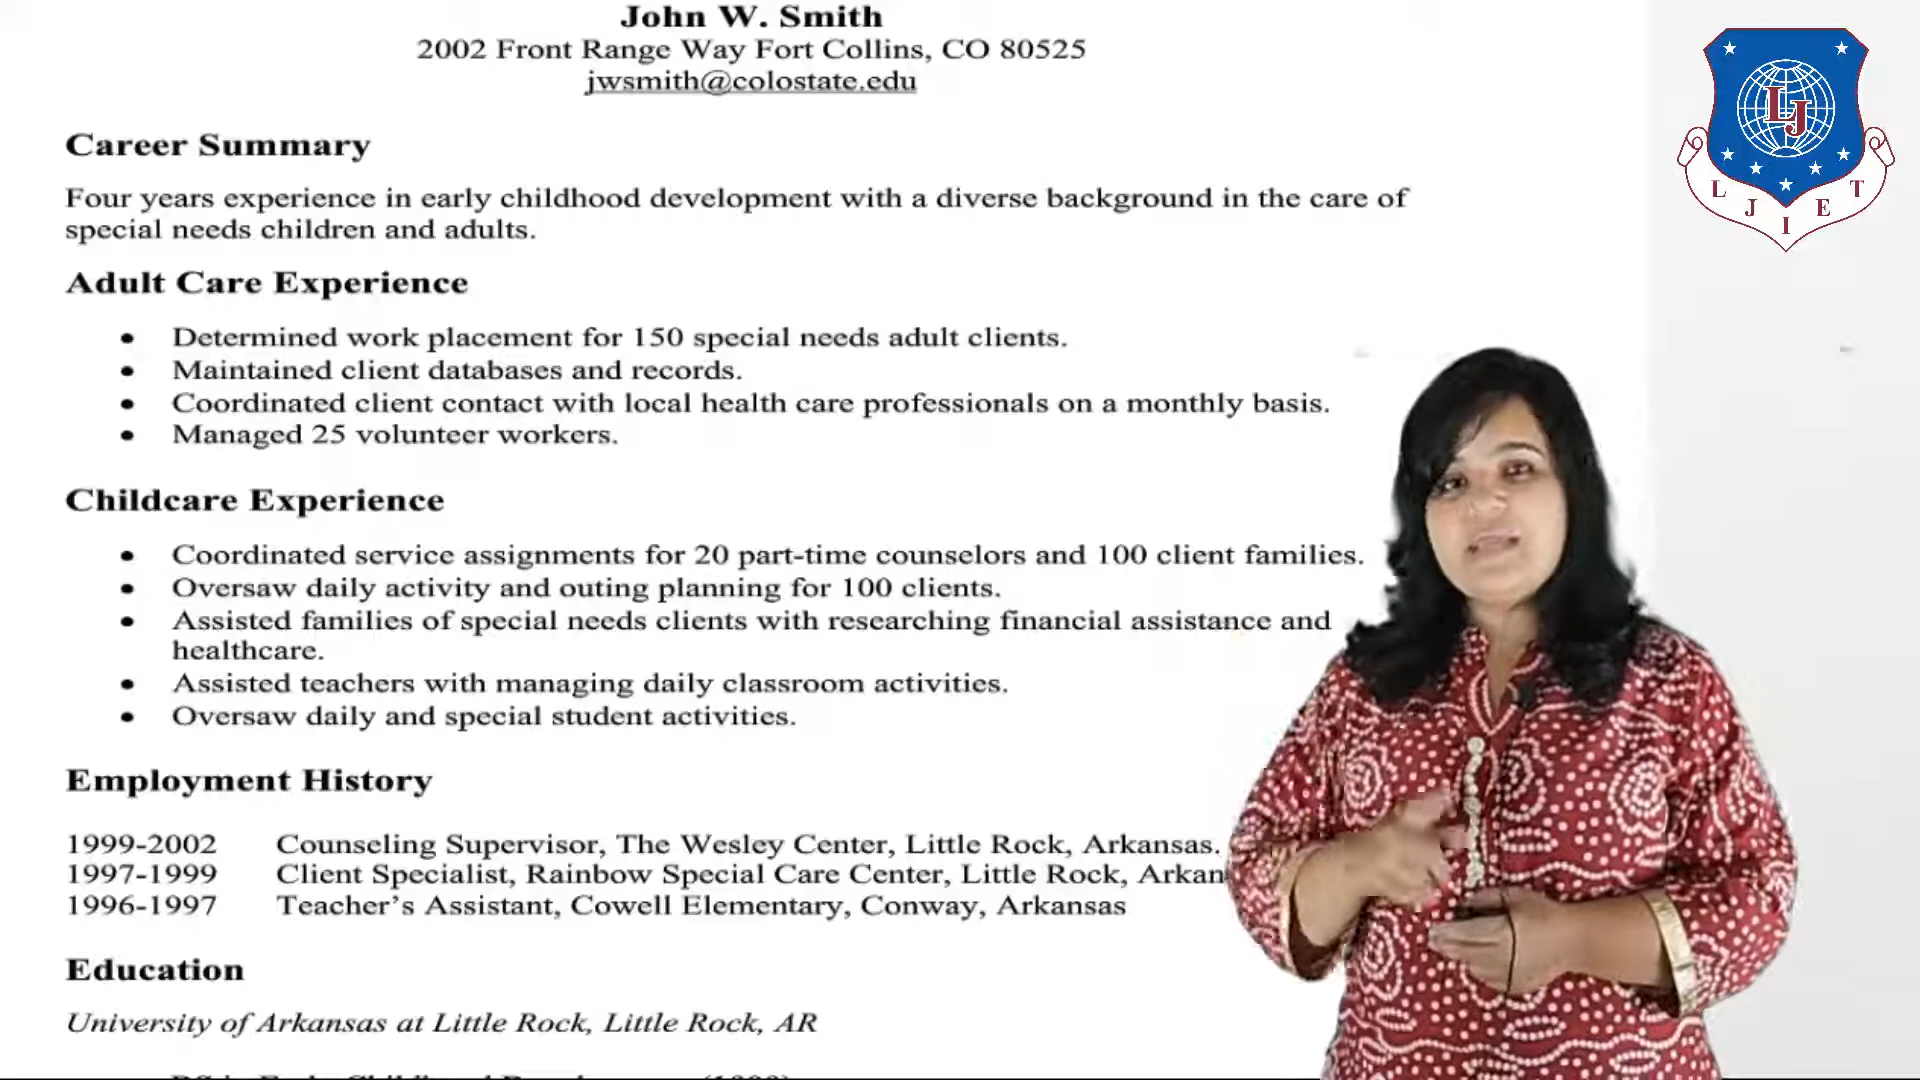 John W. Smith
2002 Front Range Way Fort Collins, CO 80525
jwsmith@colostate.edu
Career Summary
Four years experience in early childhood development with a diverse background in the care of
special needs children and adults.
Adult Care Experience
• Determined work placement for 150 special needs adult clients.
• Maintained client databases and records.
• Coordinated client contact with local health care professionals on a monthly basis.
• Managed 25 volunteer workers.
Childcare Experience
• Coordinated service assignments for 20 part-time counselors and 100 client families.
• Oversaw daily activity and outing planning for 100 clients.
• Assisted families of special needs clients with researching financial assistance and
healthcare.
• Assisted teachers with managing daily classroom activities.
• Oversaw daily and special student activities.
Employment History
1999-2002 Counseling Supervisor, The Wesley Center, Little Rock, Arkansas.
1997-1999 Client Specialist, Rainbow Special Care Center, Little Rock, Arkan
1996-1997 Teacher's Assistant, Cowell Elementary, Conway, Arkansas
Education
University of Arkansas at Little Rock, Little Rock, AR
LJ
L J I E T